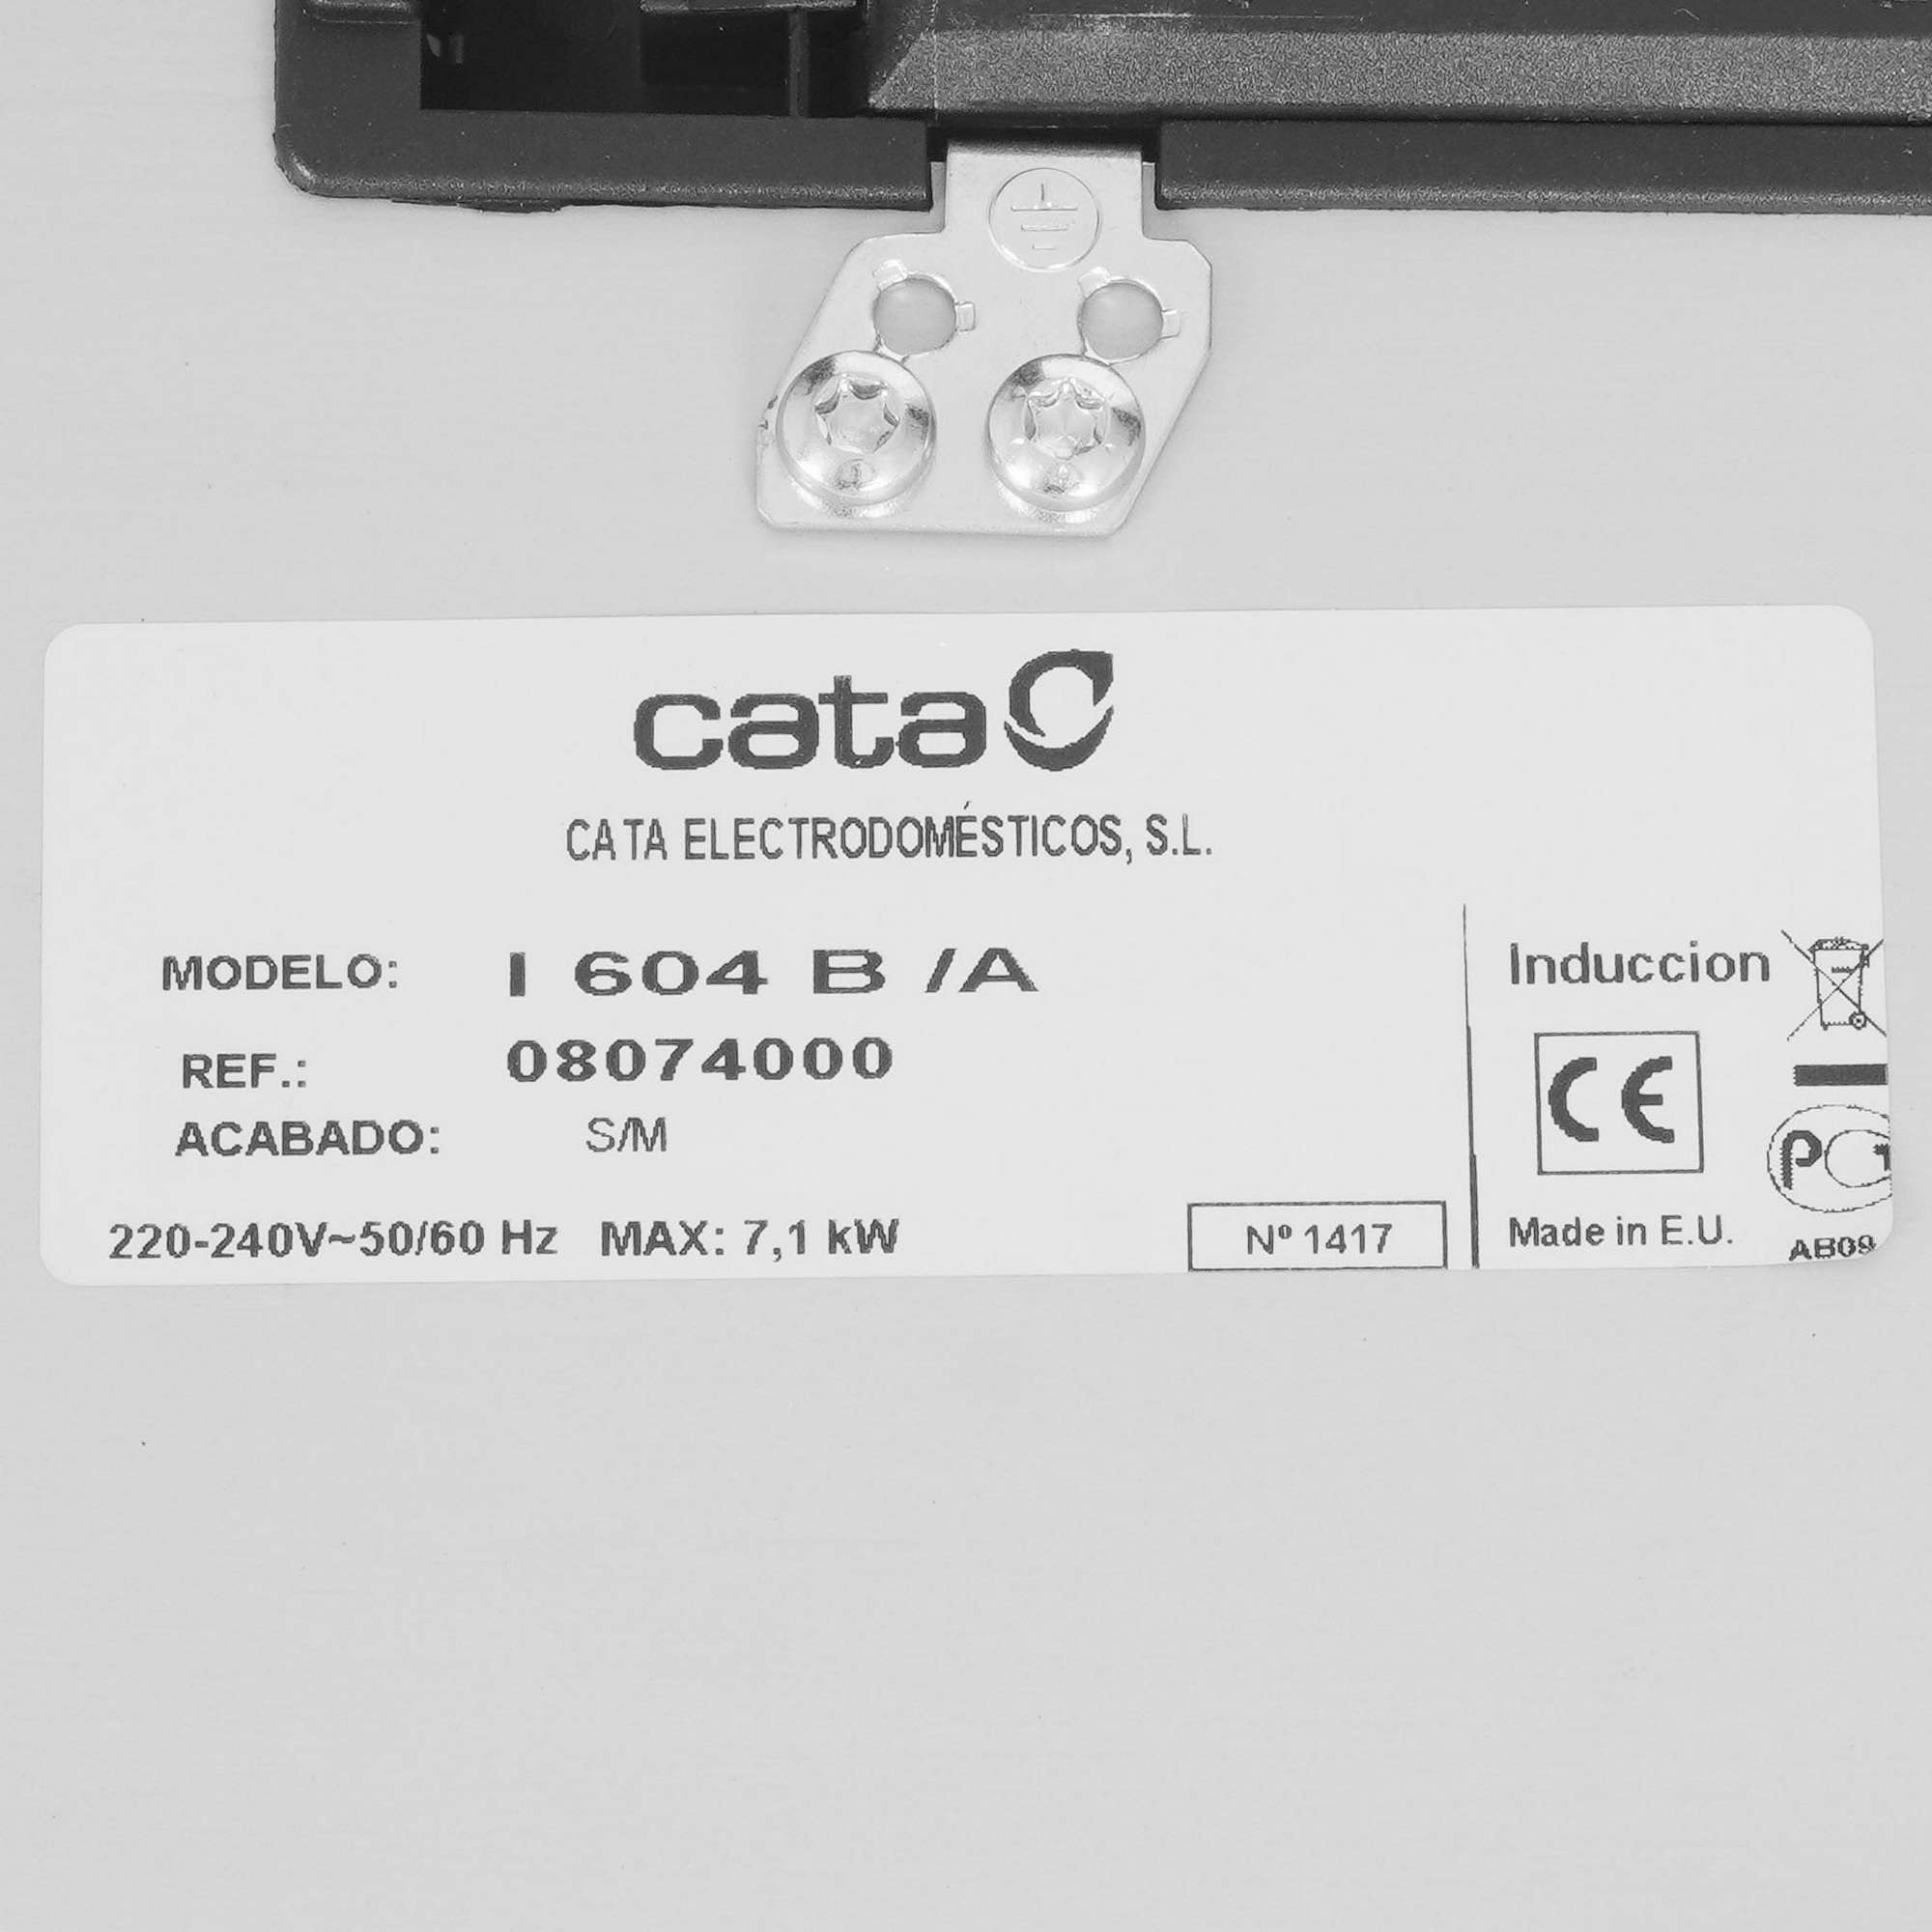 cata
CATA ELECTRODOMÉSTICOS, S.L.
MODELO: I 604 B /A
REF.: 08074000
ACABADO: S/M
220-240V~50/60 Hz MAX: 7,1 kW
Nº 1417
Induccion
CE
Made in E.U.
AB09